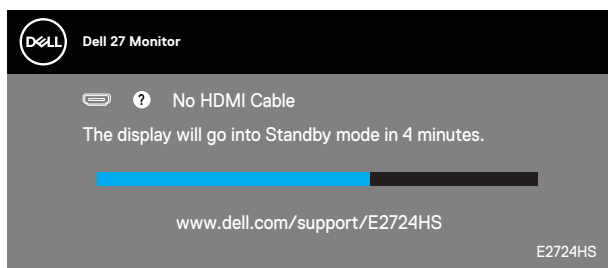 DELL
Dell 27 Monitor
? No HDMI Cable
The display will go into Standby mode in 4 minutes.
www.dell.com/support/E2724HS
E2724HS